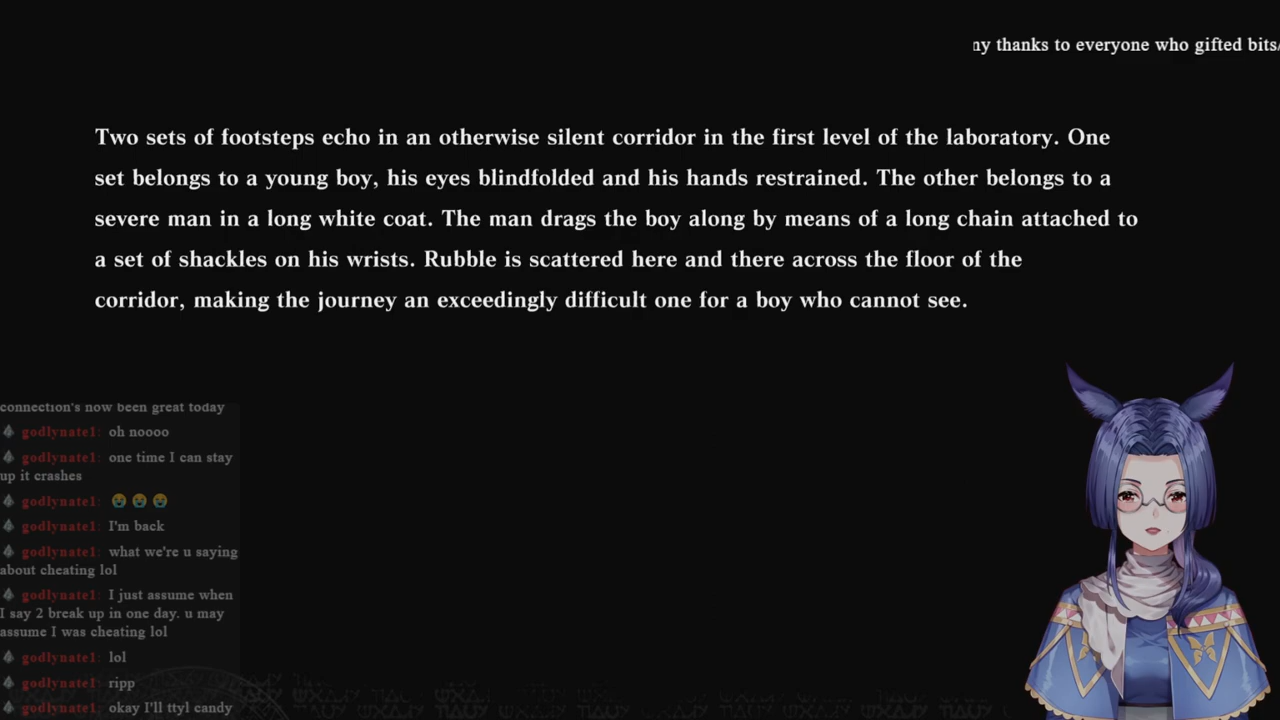 ny thanks to everyone who gifted bits/
Two sets of footsteps echo in an otherwise silent corridor in the first level of the laboratory. One
set belongs to a young boy, his eyes blindfolded and his hands restrained. The other belongs to a
severe man in a long white coat. The man drags the boy along by means of a long chain attached to
a set of shackles on his wrists. Rubble is scattered here and there across the floor of the
corridor, making the journey an exceedingly difficult one for a boy who cannot see.
connection's now been great today
godlynate1: oh noooo
godlynate1: one time I can stay
up it crashes
godlynate1: 😭 😭 😭
godlynate1: I'm back
godlynate1: what we're u saying
about cheating lol
godlynate1: I just assume when
I say 2 break up in one day. u may
assume I was cheating lol
godlynate1: lol
godlynate1: ripp
godlynate1: okay I'll ttyl candy